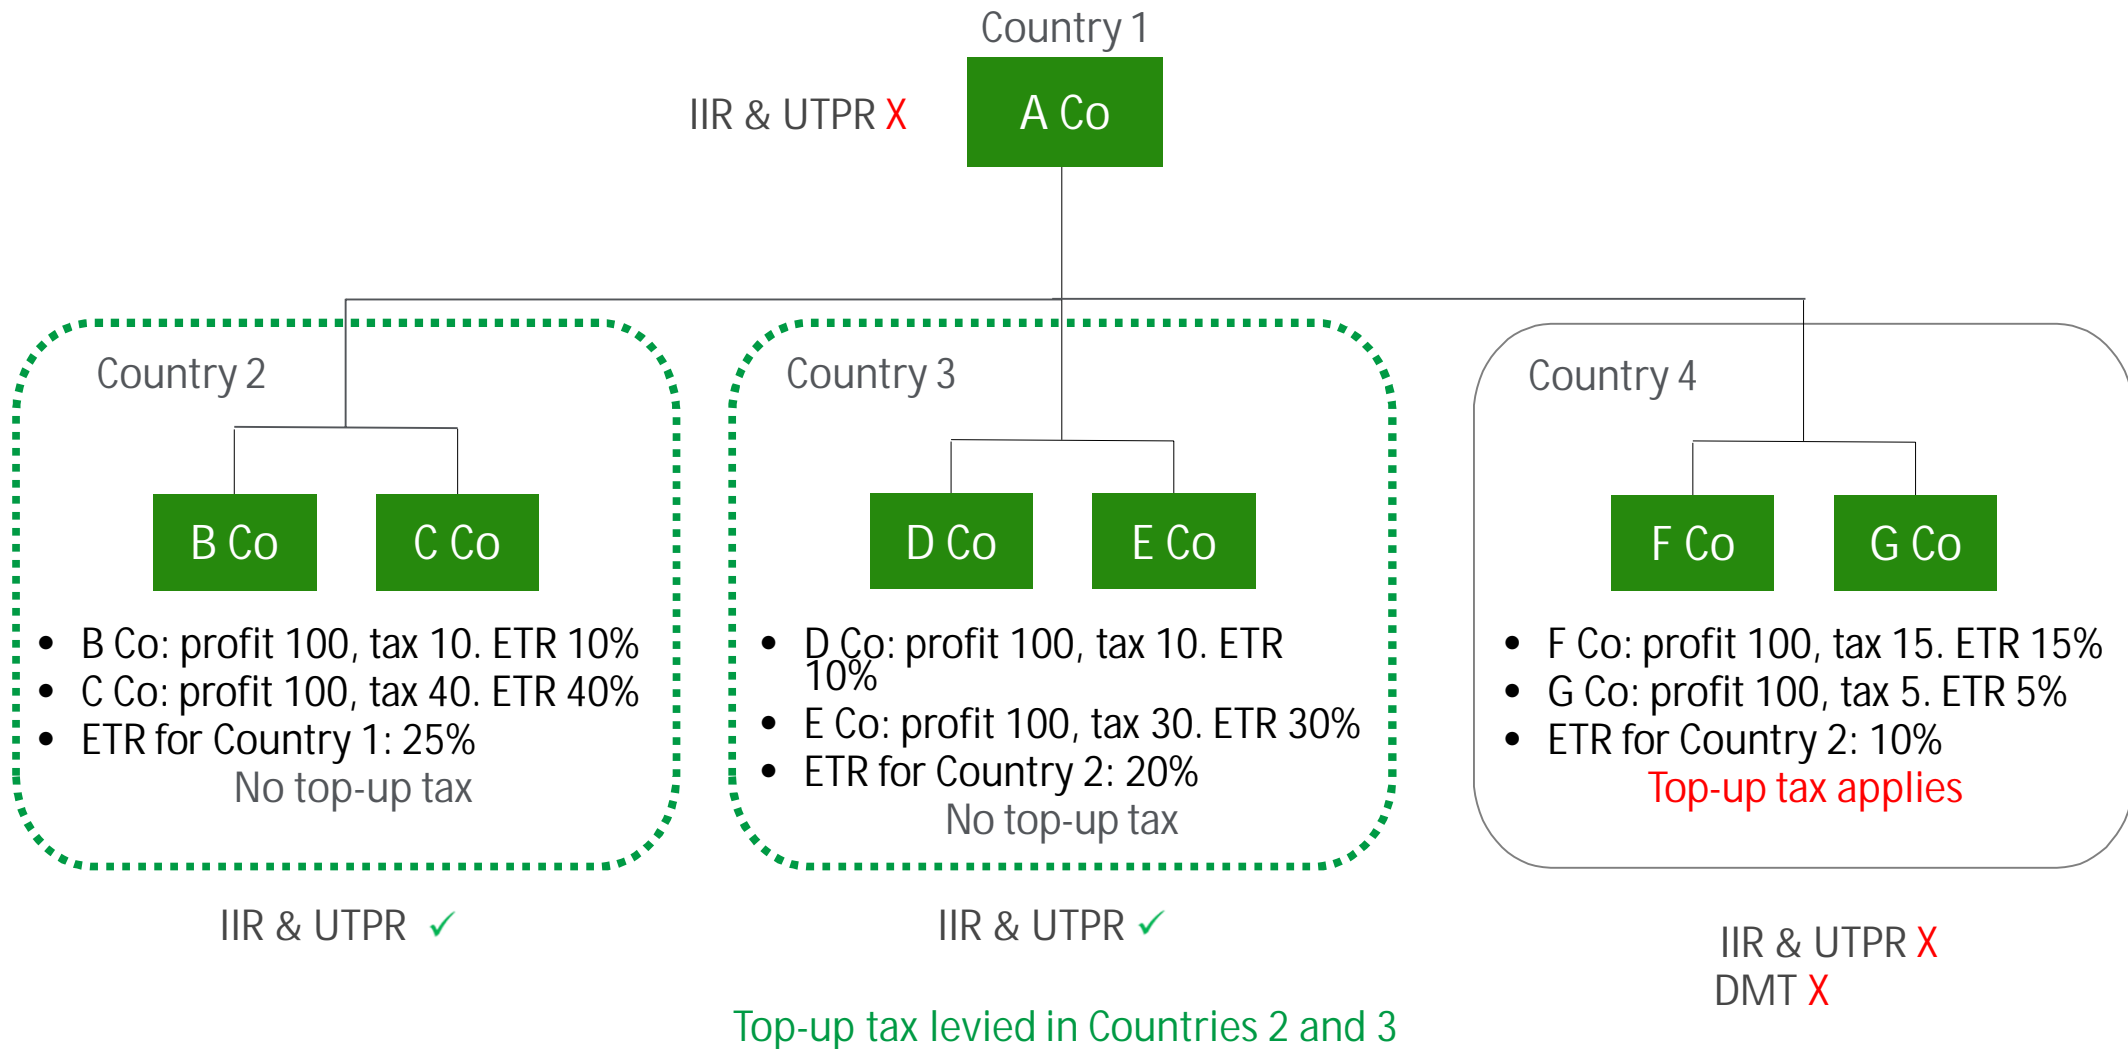 Country 1
IIR & UTPR X
A Co
Country 2
B Co
C Co
• B Co: profit 100, tax 10. ETR 10%
• C Co: profit 100, tax 40. ETR 40%
• ETR for Country 1: 25%
No top-up tax
IIR & UTPR ✓
Country 3
D Co
E Co
• D Co: profit 100, tax 10. ETR
10%
• E Co: profit 100, tax 30. ETR 30%
• ETR for Country 2: 20%
No top-up tax
IIR & UTPR ✓
Country 4
F Co
G Co
• F Co: profit 100, tax 15. ETR 15%
• G Co: profit 100, tax 5. ETR 5%
• ETR for Country 2: 10%
Top-up tax applies
IIR & UTPR X
DMT X
Top-up tax levied in Countries 2 and 3